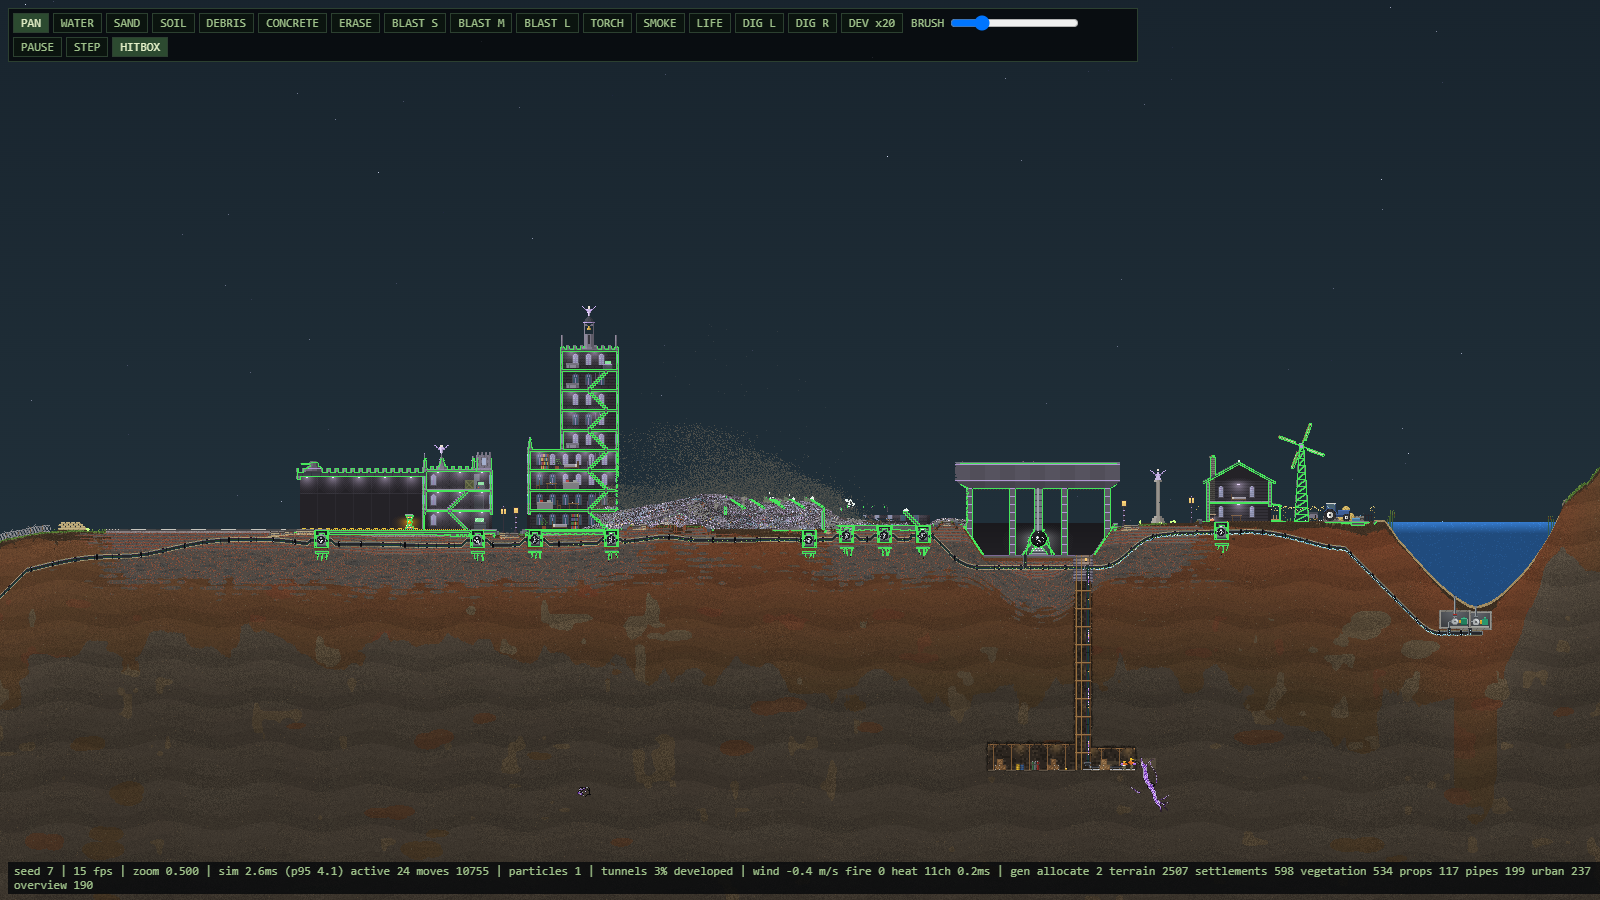 PAN WATER SAND SOIL DEBRIS CONCRETE ERASE BLAST S BLAST M BLAST L TORCH SMOKE LIFE DIG L DIG R DEV x20 BRUSH
PAUSE STEP HITBOX
seed 7 | 15 fps | zoom 0.500 | sim 2.6ms (p95 4.1) active 24 moves 10755 | particles 1 | tunnels 3% developed | wind -0.4 m/s fire 0 heat 11ch 0.2ms | gen allocate 2 terrain 2507 settlements 598 vegetation 534 props 117 pipes 199 urban 237
overview 190